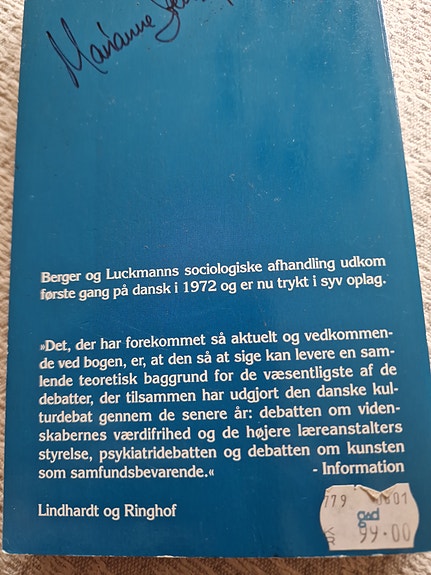 Marianne
Berger og Luckmanns sociologiske afhandling udkom
første gang på dansk i 1972 og er nu trykt i syv oplag.
»Det, der har forekommet så aktuelt og vedkommen-
de ved bogen, er, at den så at sige kan levere en sam-
lende teoretisk baggrund for de væsentligste af de
debatter, der tilsammen har udgjort den danske kul-
turdebat gennem de senere år: debatten om viden-
skabernes værdifrihed og de højere læreanstalters
styrelse, psykiatridebatten og debatten om kunsten
som samfundsbevarende.« - Information
Lindhardt og Ringhof
779 0801
gad
99.00